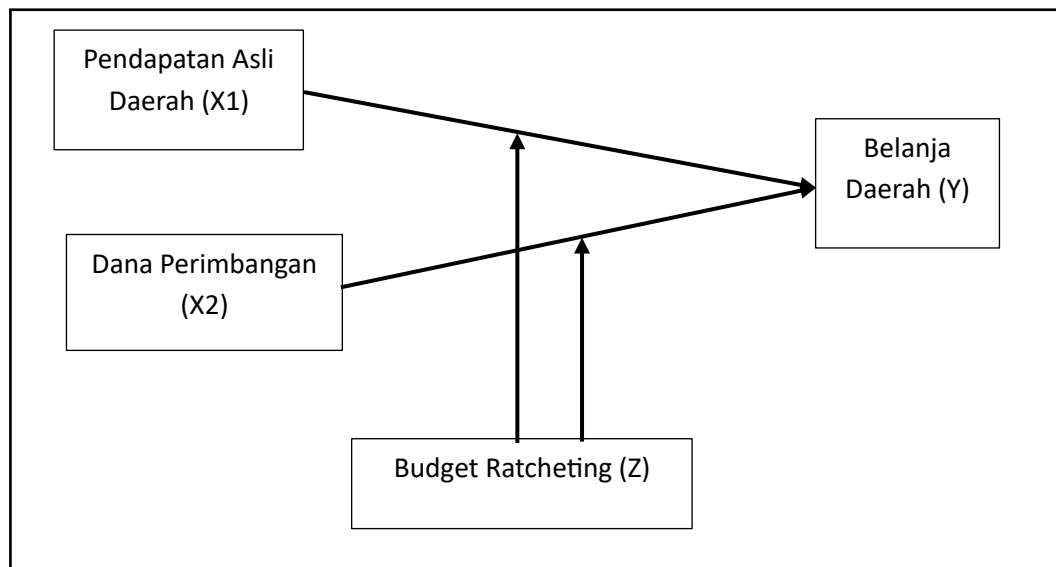 Pendapatan Asli
Daerah (X1)
Belanja
Daerah (Y)
Dana Perimbangan
(X2)
Budget Ratcheting (Z)